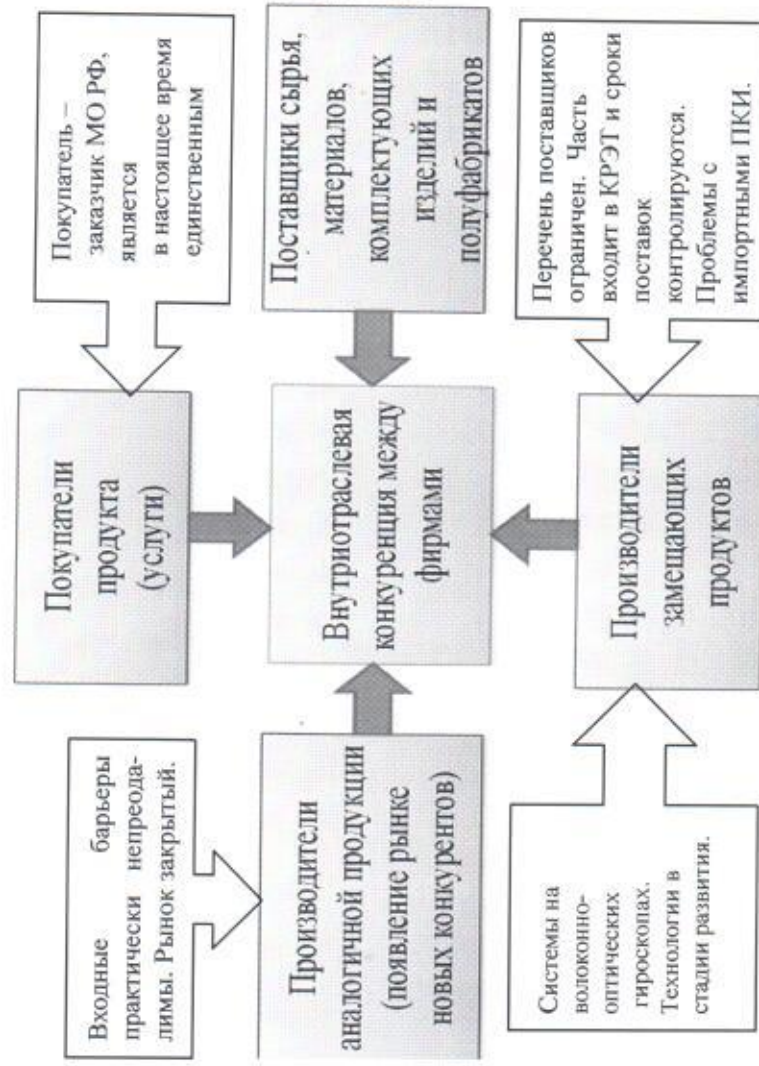 Входные барьеры
практически непреода-
лимы. Рынок закрытый.
Покупатели
продукта
(услуги)
Покупатель –
заказчик МО РФ,
является
в настоящее время
единственным
Производители
аналогичной продукции
(появление рынке
новых конкурентов)
Внутриотраслевая
конкуренция между
фирмами
Поставщики сырья,
материалов,
комплектующих
изделий и
полуфабрикатов
Системы на
волоконно-
оптических
гироскопах.
Технологии в
стадии развития.
Производители
замещающих
продуктов
Перечень поставщиков
ограничен. Часть
входит в КРЭТ и сроки
поставок
контролируются.
Проблемы с
импортными ПКИ.